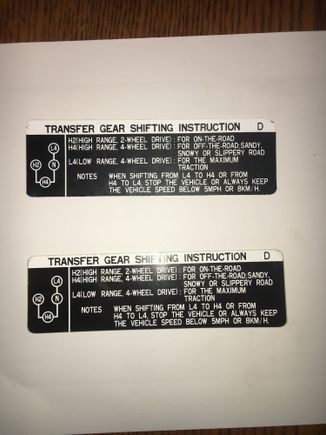 TRANSFER GEAR SHIFTING INSTRUCTION D
H2(HIGH RANGE, 2-WHEEL DRIVE) : FOR ON-THE-ROAD
H4(HIGH RANGE, 4-WHEEL DRIVE) : FOR OFF-THE-ROAD, SANDY,
SNOWY OR SLIPPERY ROAD
L4(LOW RANGE, 4-WHEEL DRIVE) : FOR THE MAXIMUM
TRACTION
NOTES WHEN SHIFTING FROM L4 TO H4 OR FROM
H4 TO L4, STOP THE VEHICLE OR ALWAYS KEEP
THE VEHICLE SPEED BELOW 5MPH OR 8KM/H.
L4
H2 N
H4
TRANSFER GEAR SHIFTING INSTRUCTION D
H2(HIGH RANGE, 2-WHEEL DRIVE) : FOR ON-THE-ROAD
H4(HIGH RANGE, 4-WHEEL DRIVE) : FOR OFF-THE-ROAD, SANDY,
SNOWY OR SLIPPERY ROAD
L4(LOW RANGE, 4-WHEEL DRIVE) : FOR THE MAXIMUM
TRACTION
NOTES WHEN SHIFTING FROM L4 TO H4 OR FROM
H4 TO L4, STOP THE VEHICLE OR ALWAYS KEEP
THE VEHICLE SPEED BELOW 5MPH OR 8KM/H.
L4
H2 N
H4